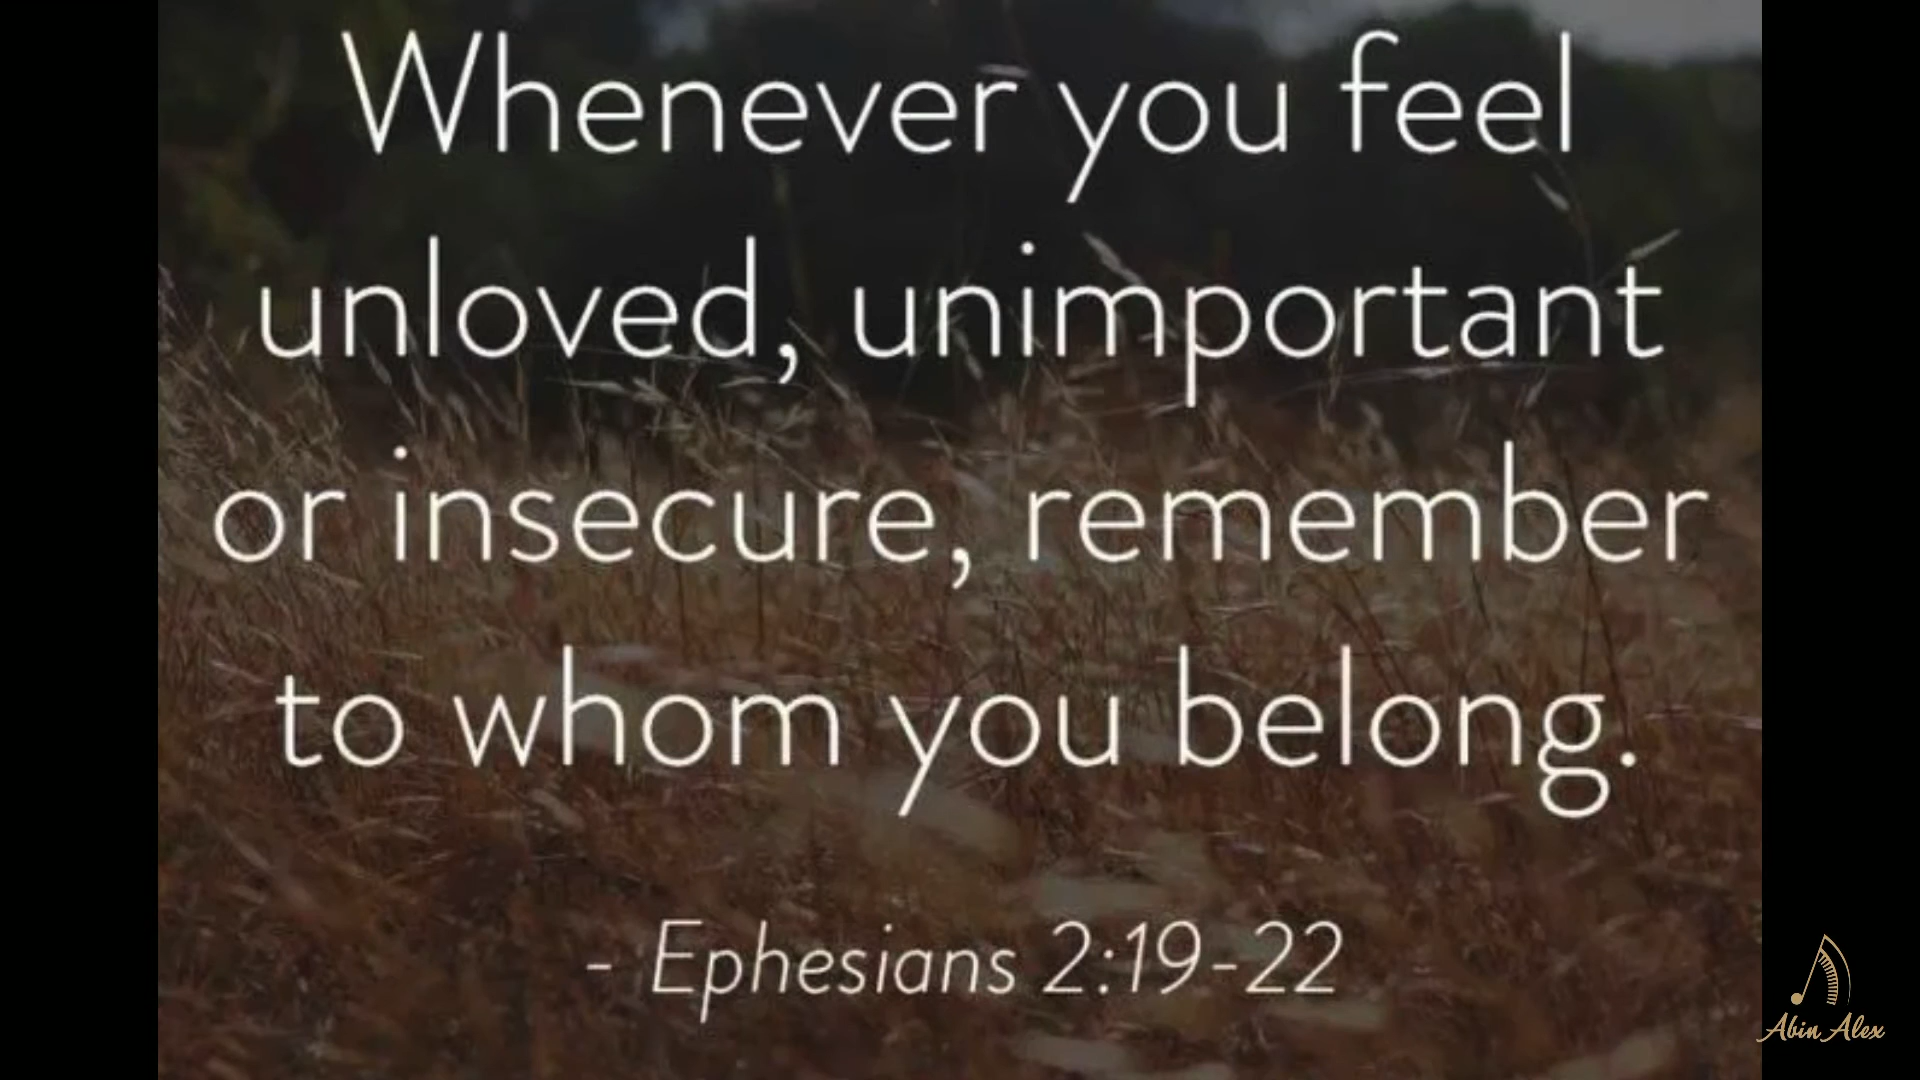 Whenever you feel
unloved, unimportant
or insecure, remember
to whom you belong.
- Ephesians 2:19-22
Abin Alex